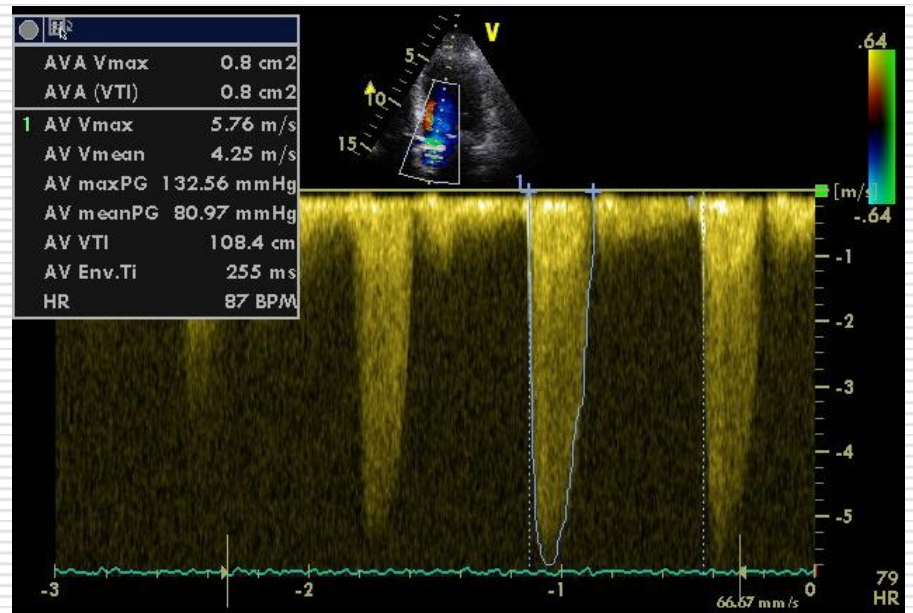 AVA Vmax 0.8 cm2
AVA (VTI) 0.8 cm2
1 AV Vmax 5.76 m/s
AV Vmean 4.25 m/s
AV maxPG 132.56 mmHg
AV meanPG 80.97 mmHg
AV VTI 108.4 cm
AV Env.Ti 255 ms
HR 87 BPM
V
5
10
15
.64
-.64
1
[m/s]
-1
-2
-3
-4
-5
-3 -2 -1 0
66.67 mm/s
79
HR